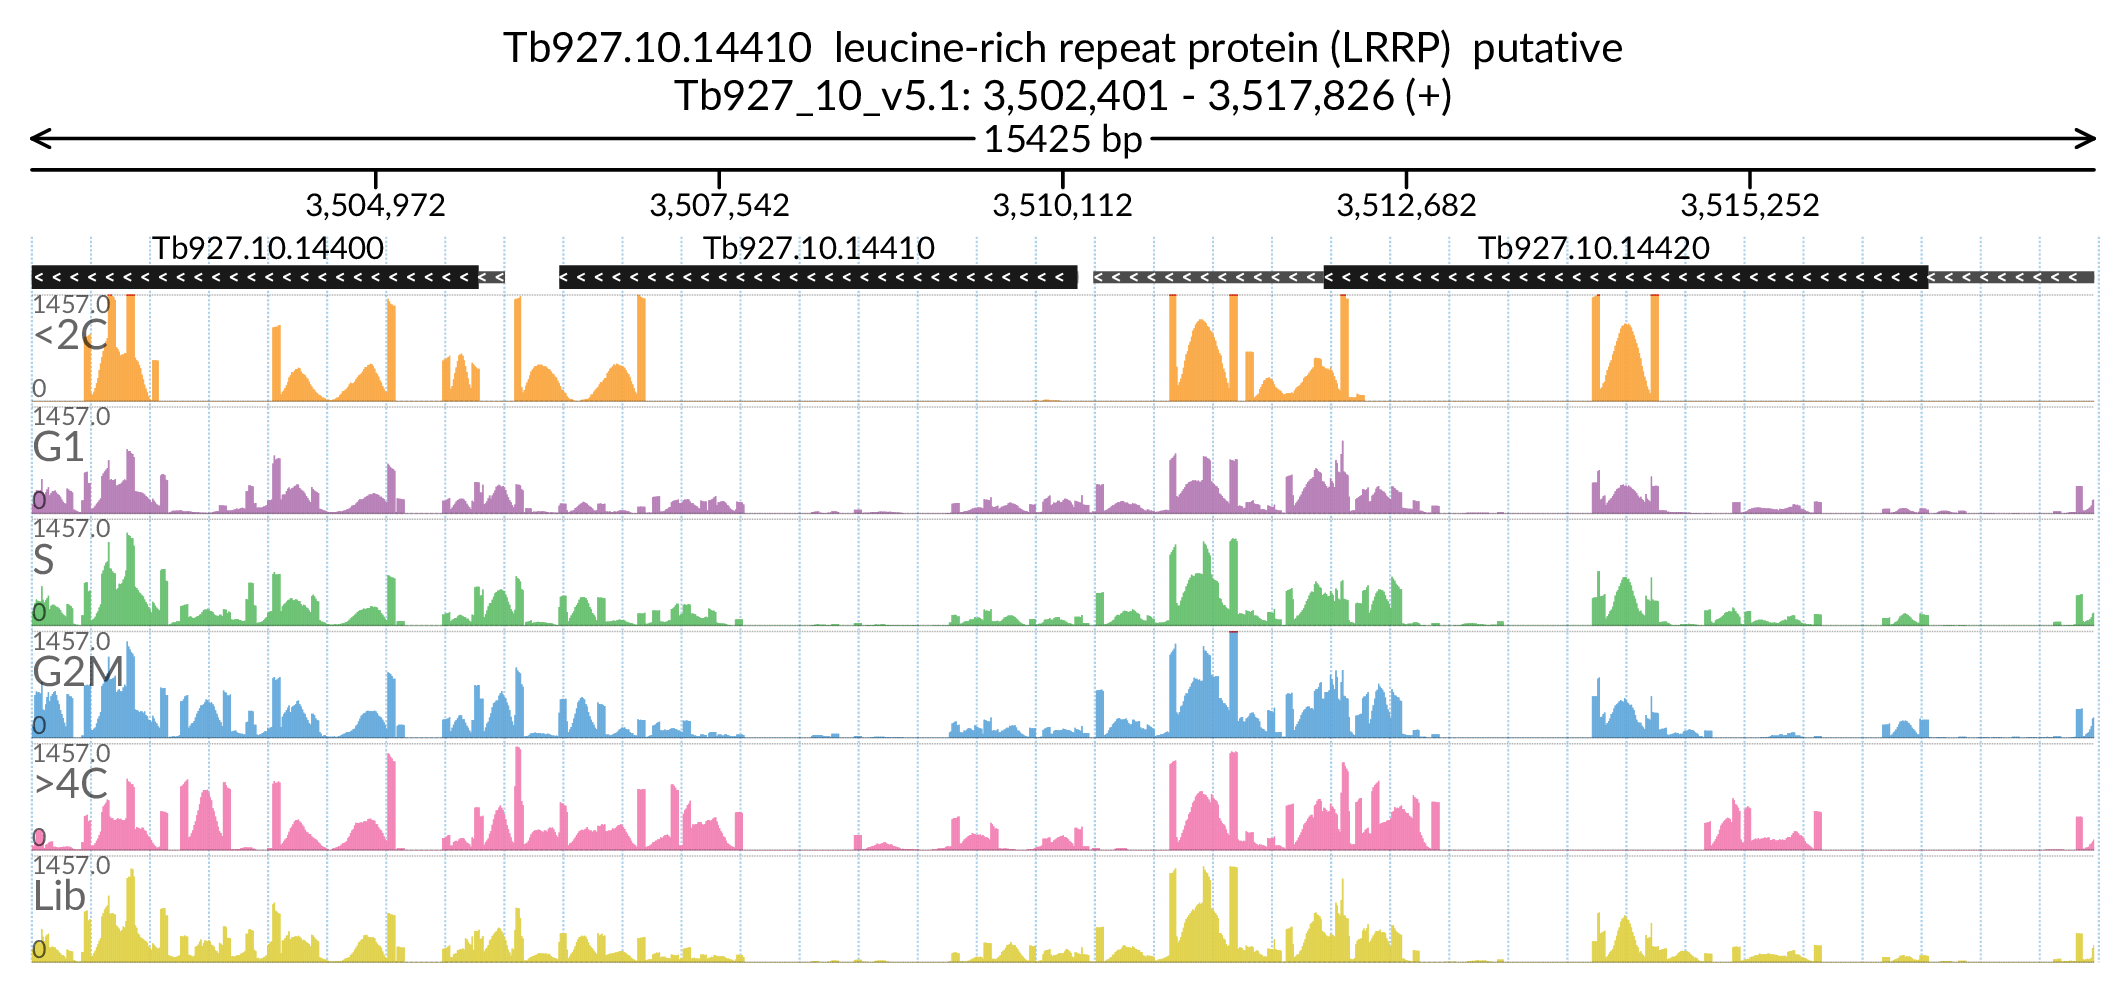 Tb927.10.14410  leucine-rich repeat protein (LRRP)  putative
Tb927_10_v5.1: 3,502,401 - 3,517,826 (+)
15425 bp
3,504,972 3,507,542 3,510,112 3,512,682 3,515,252
Tb927.10.14400 Tb927.10.14410 Tb927.10.14420
1457.0
<2C
0
1457.0
G1
0
1457.0
S
0
1457.0
G2M
0
1457.0
>4C
0
1457.0
Lib
0